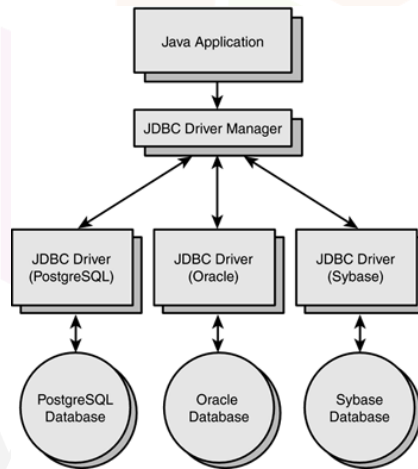 Java Application
JDBC Driver Manager
JDBC Driver
(PostgreSQL)
JDBC Driver
(Oracle)
JDBC Driver
(Sybase)
PostgreSQL
Database
Oracle
Database
Sybase
Database